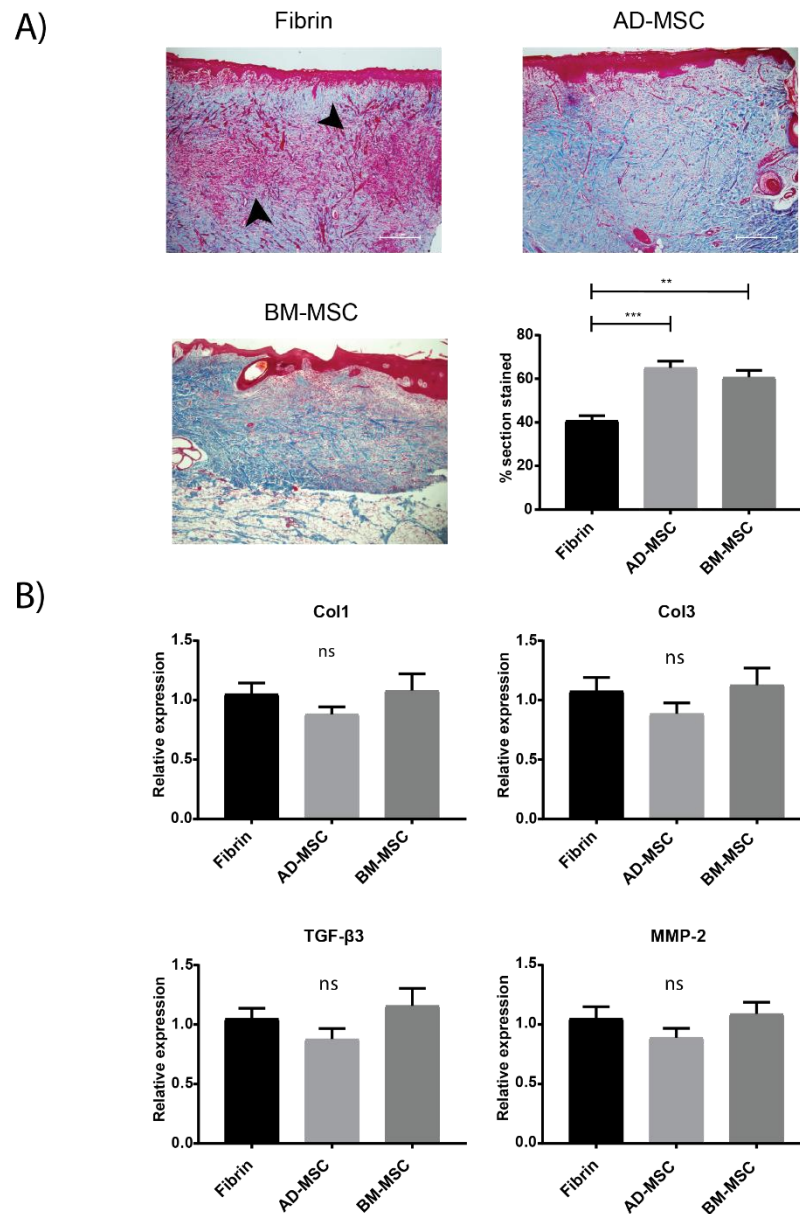 A)
Fibrin
AD-MSC
BM-MSC
**
***
% section stained
80
60
40
20
0
Fibrin
AD-MSC
BM-MSC
B)
Col1
ns
Relative expression
1.5
1.0
0.5
0.0
Fibrin
AD-MSC
BM-MSC
Col3
ns
Relative expression
1.5
1.0
0.5
0.0
Fibrin
AD-MSC
BM-MSC
TGF-β3
ns
Relative expression
1.5
1.0
0.5
0.0
Fibrin
AD-MSC
BM-MSC
MMP-2
ns
Relative expression
1.5
1.0
0.5
0.0
Fibrin
AD-MSC
BM-MSC